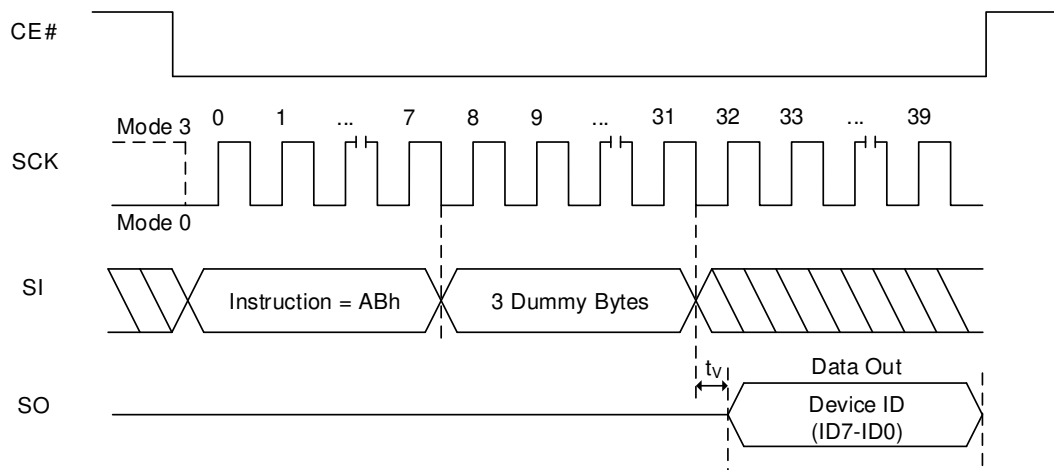 CE#
0 1 ... 7 8 9 ... 31 32 33 ... 39
Mode 3
SCK
Mode 0
SI
Instruction = ABh
3 Dummy Bytes
tV
Data Out
SO
Device ID
(ID7-ID0)